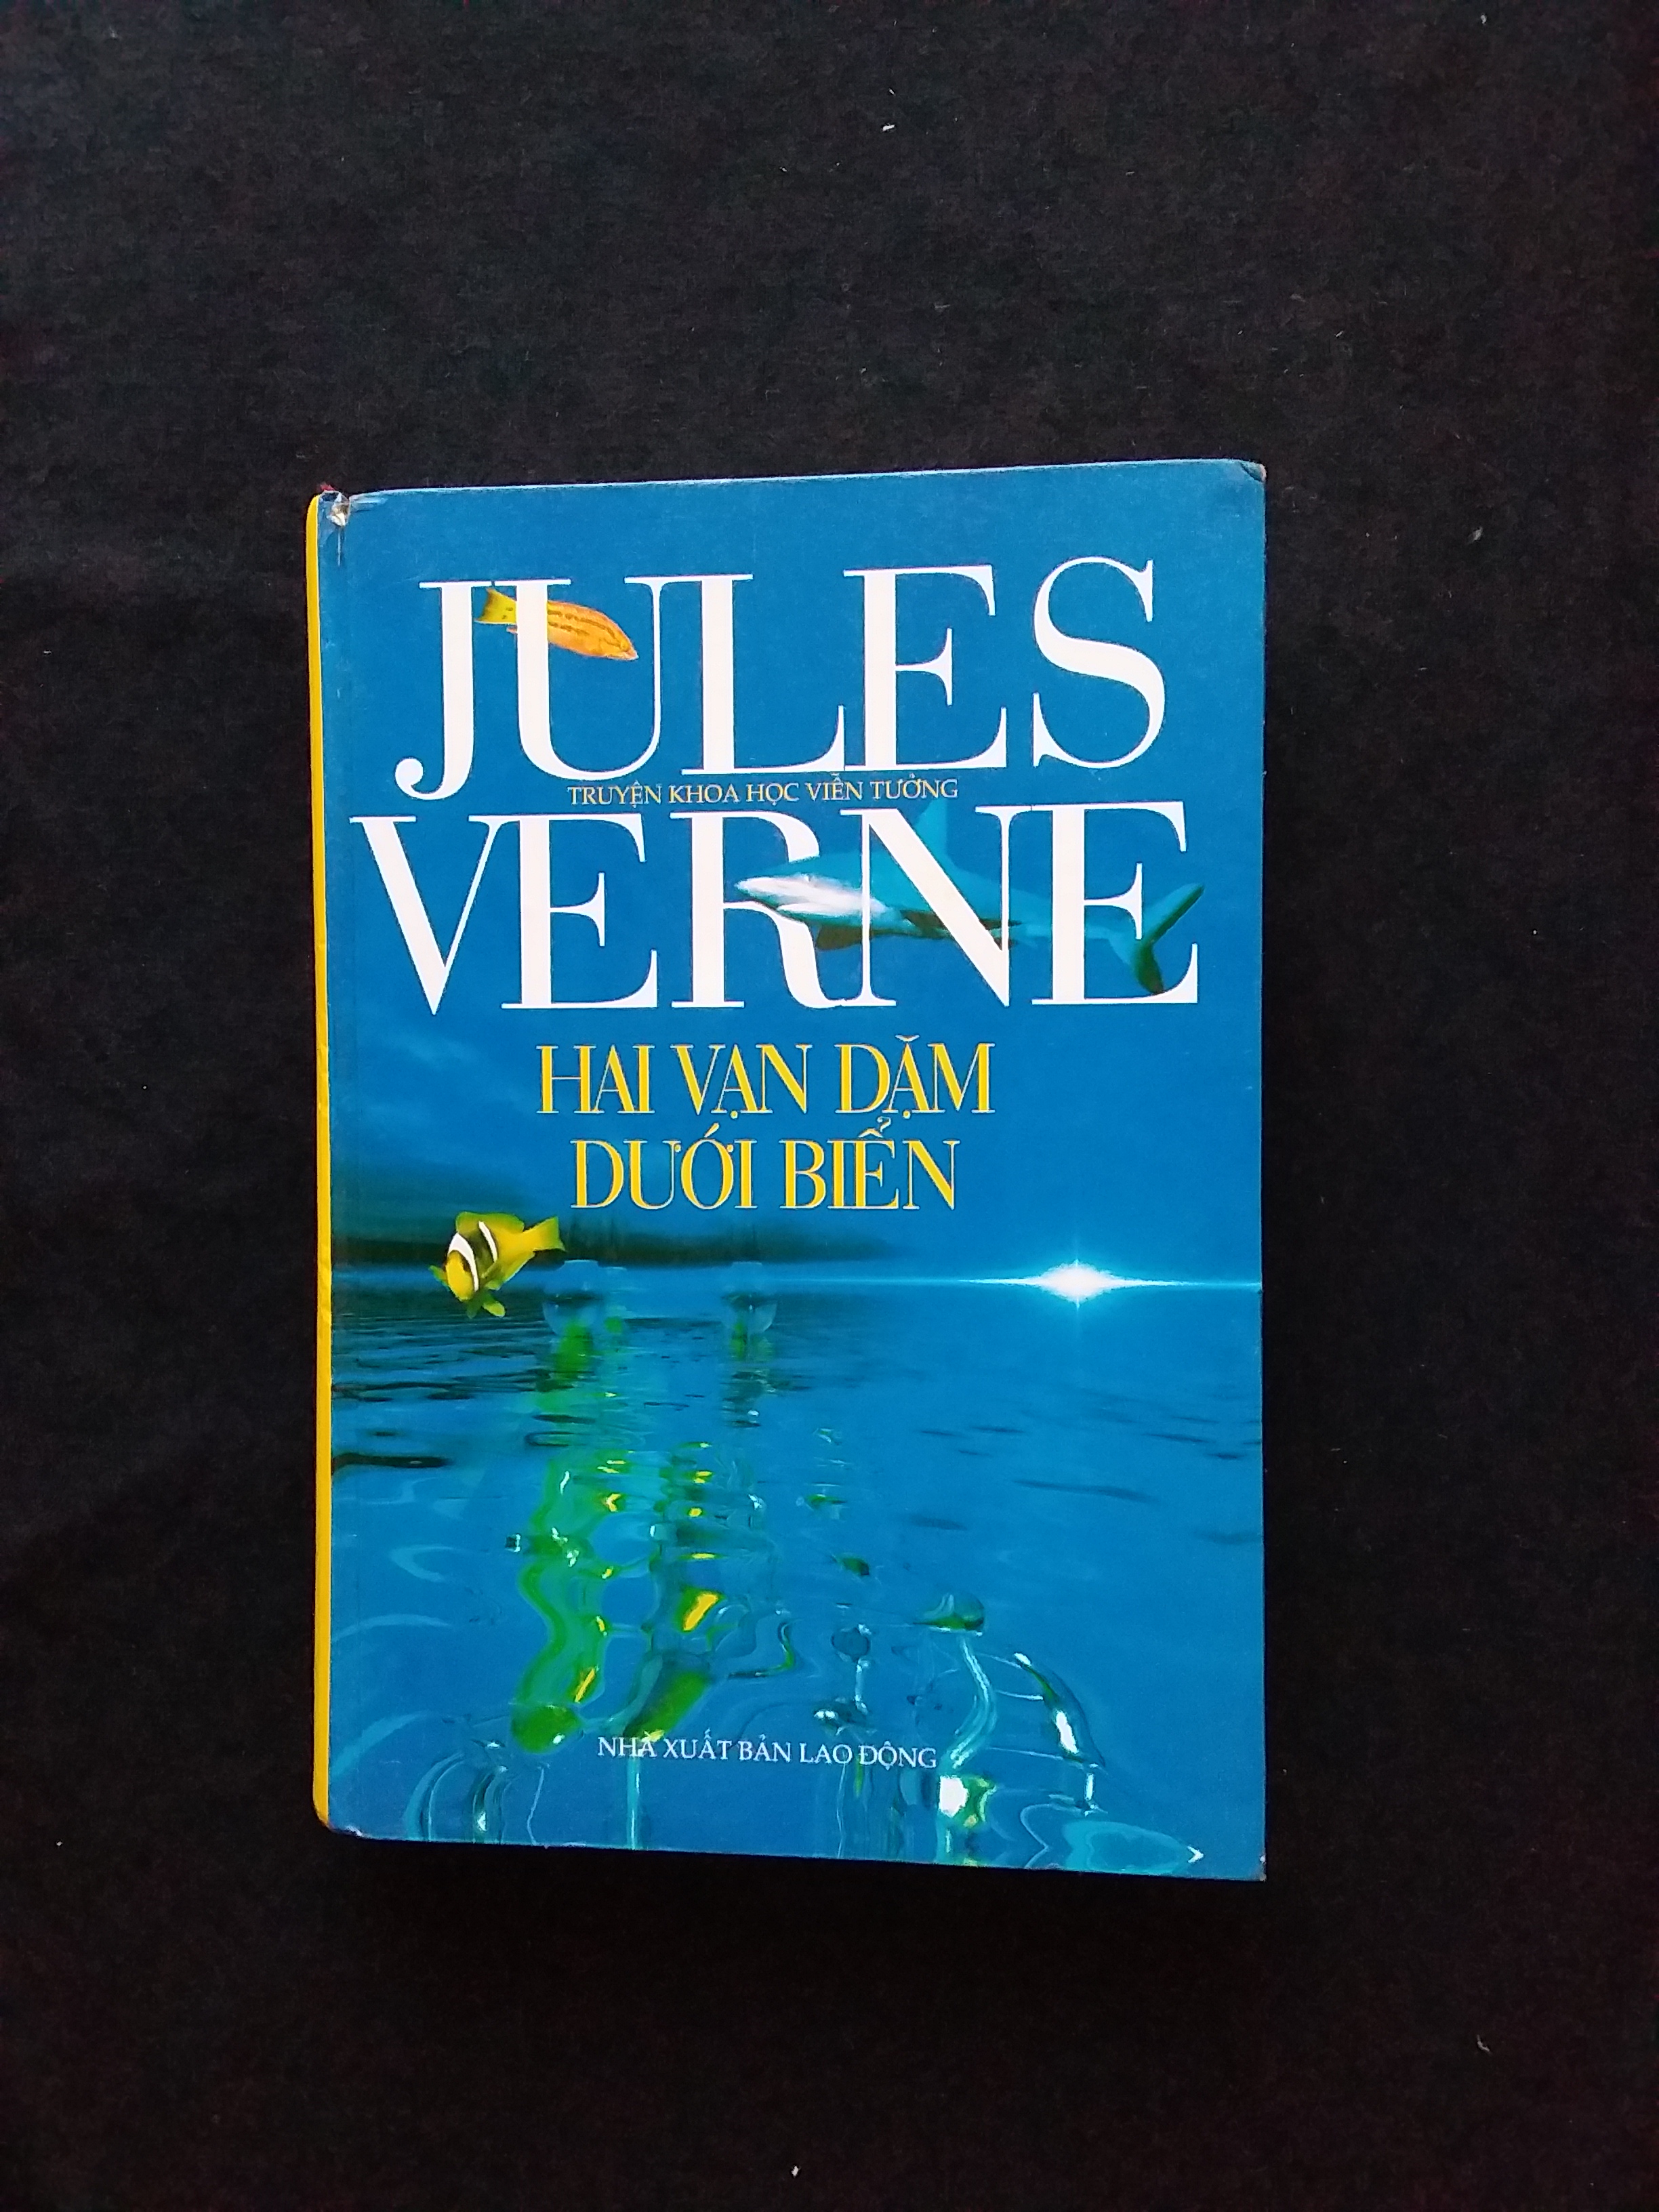 JULES
TRUYỆN KHOA HỌC VIỄN TƯỞNG
VERNE
HAI VẠN DẶM
DƯỚI BIỂN
NHÀ XUẤT BẢN LAO ĐỘNG